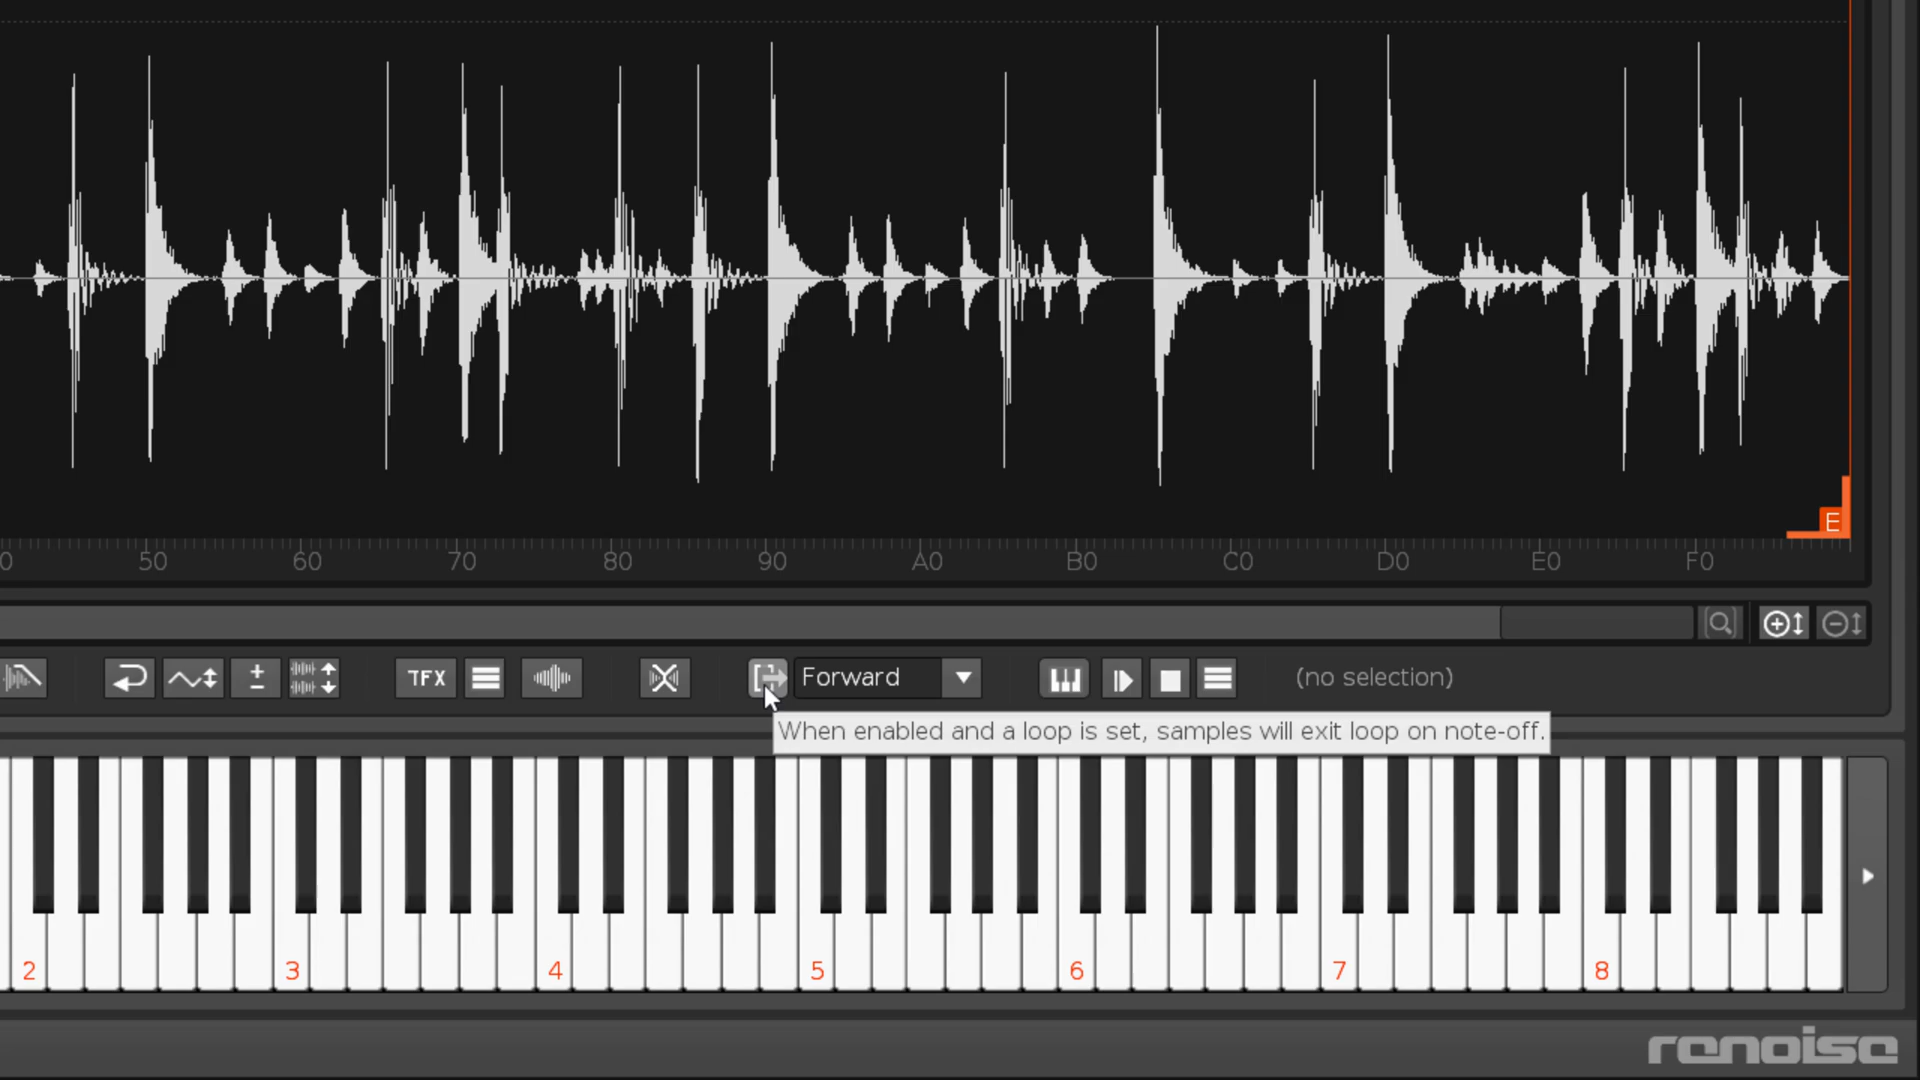 E
0 50 60 70 80 90 A0 B0 C0 D0 E0 F0
TFX Forward (no selection)
When enabled and a loop is set, samples will exit loop on note-off.
2 3 4 5 6 7 8
renoise